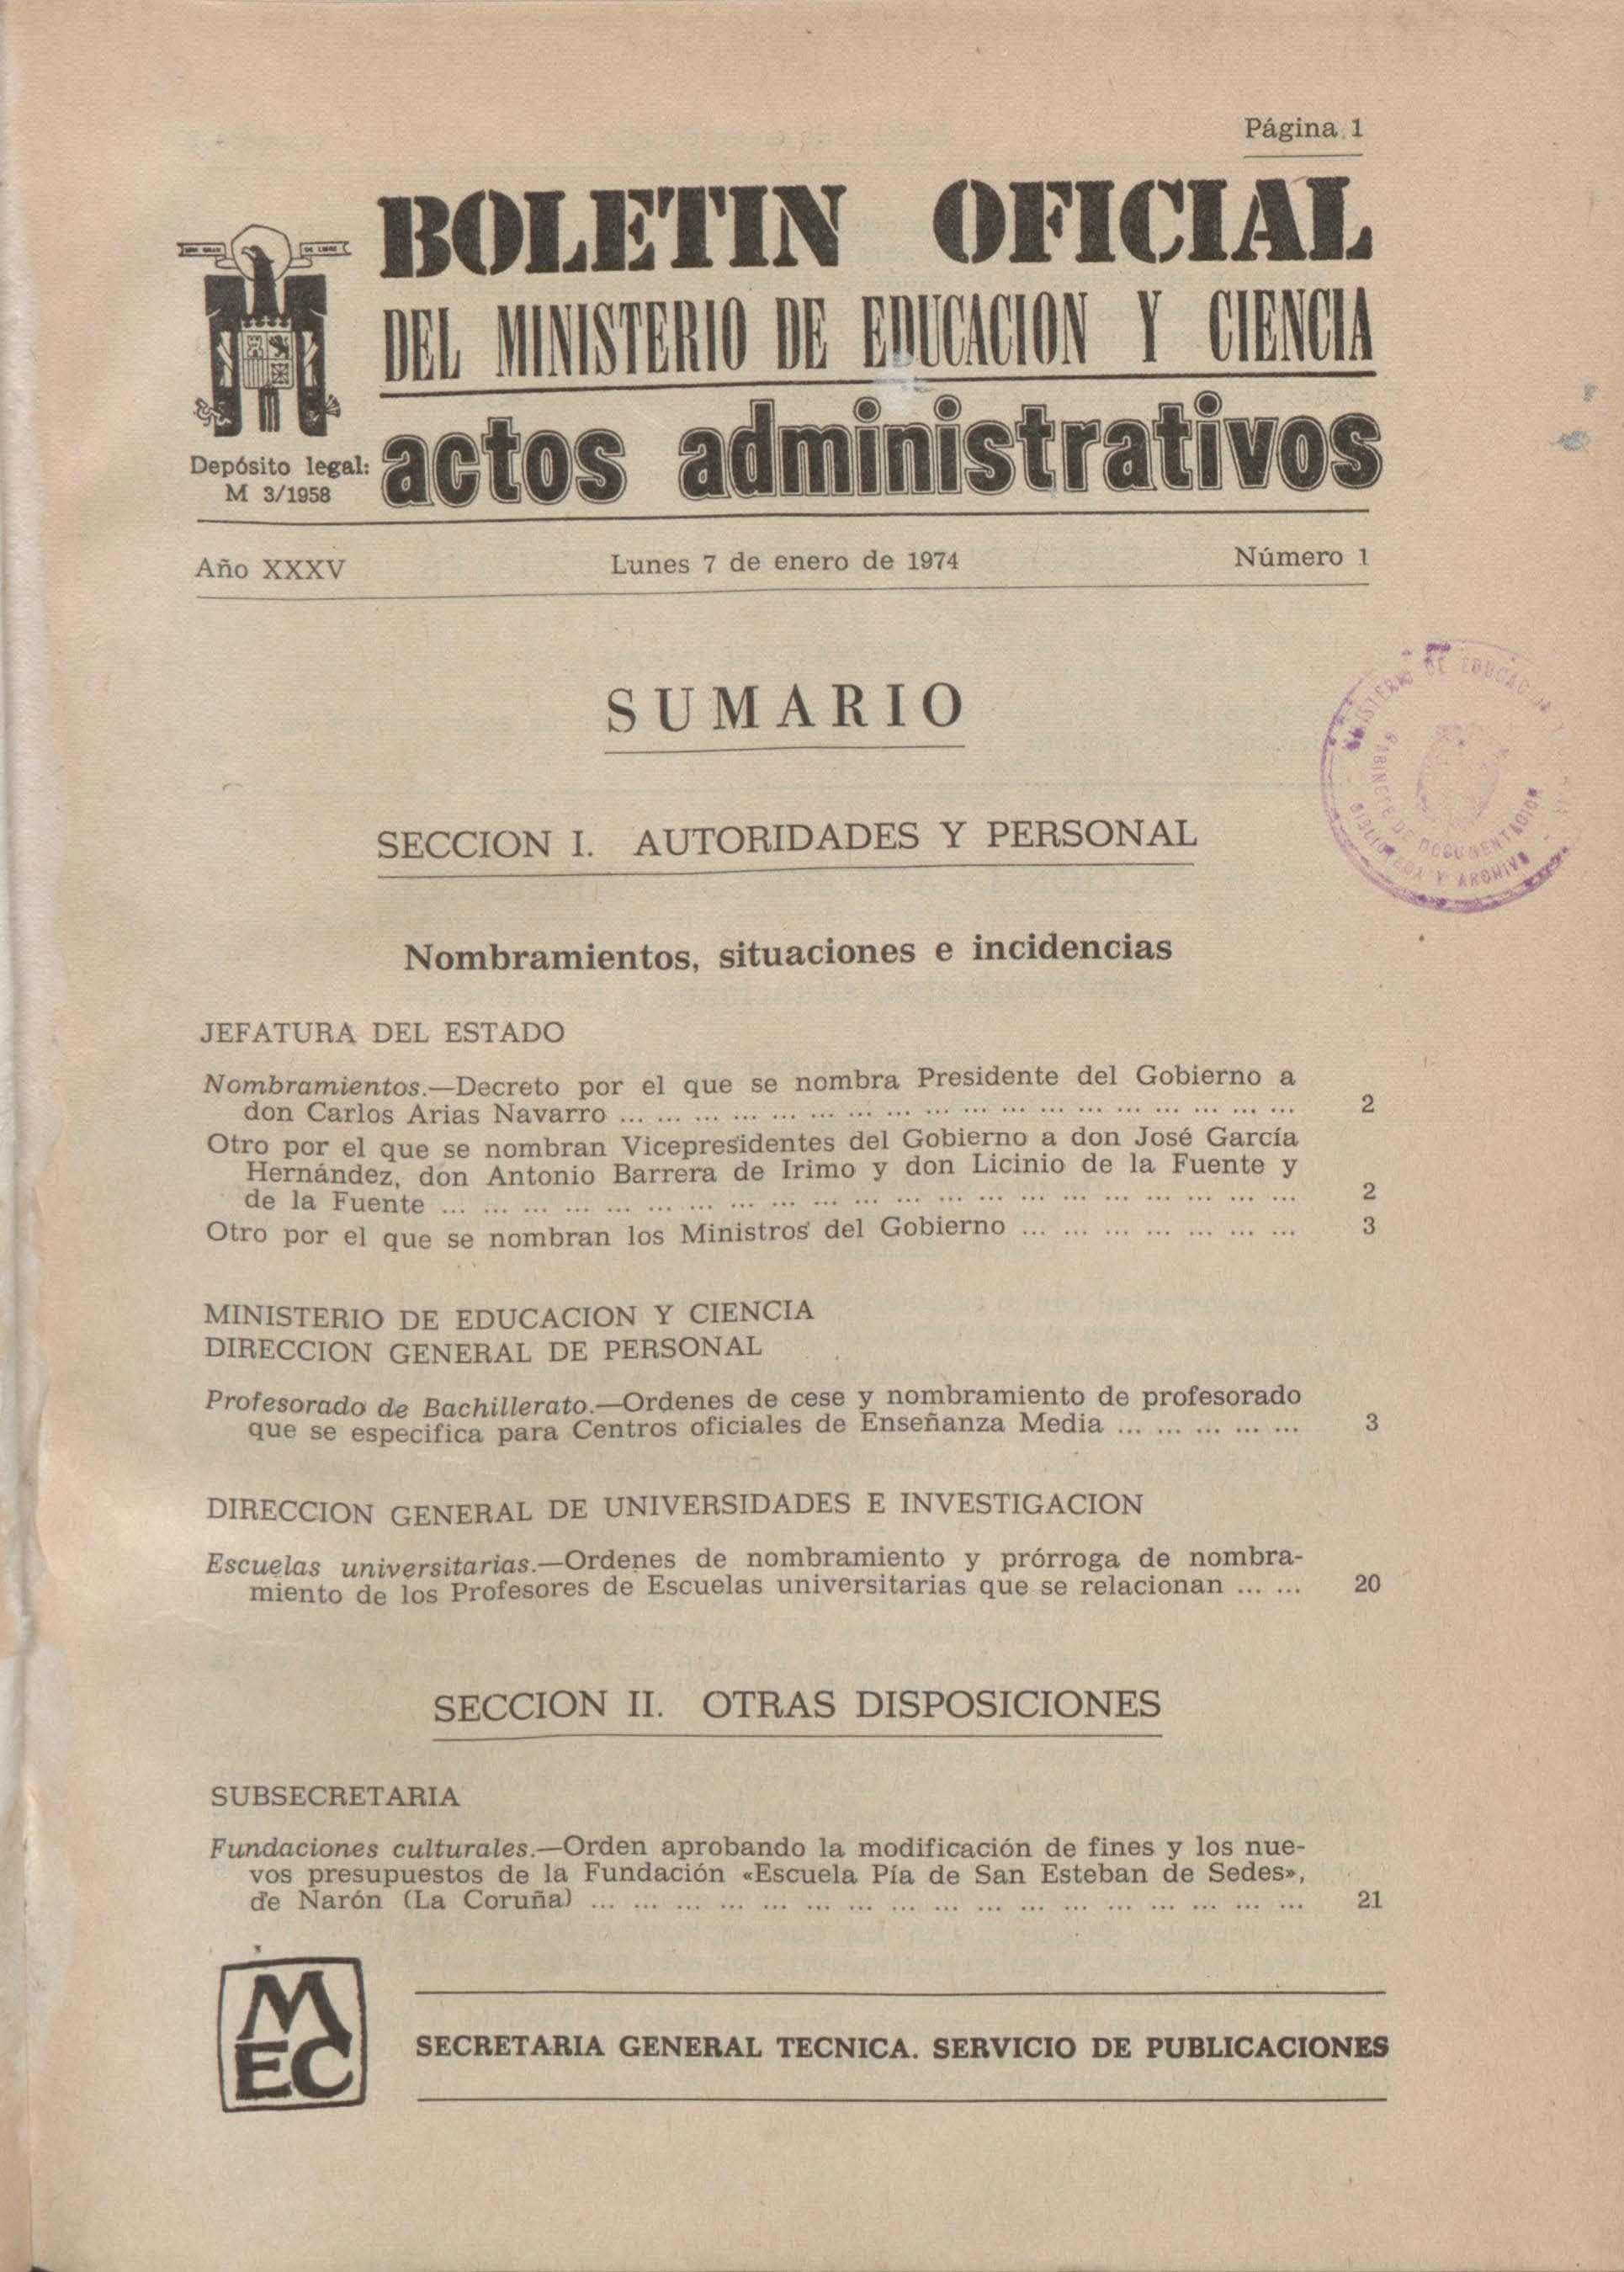 Página 1
BOLETIN OFICIAL
DEL MINISTERIO DE EDUCACION Y CIENCIA
actos administrativos
Depósito legal:
M 3/1958
Año XXXV Lunes 7 de enero de 1974 Número 1
SUMARIO
MINISTERIO DE EDUCACION
GABINETE DE DOCUMENTACION
BIBLIOTECA Y ARCHIVO
SECCION I. AUTORIDADES Y PERSONAL
Nombramientos, situaciones e incidencias
JEFATURA DEL ESTADO
Nombramientos.—Decreto por el que se nombra Presidente del Gobierno a
don Carlos Arias Navarro ... ... ... ... ... ... ... ... ... ... ... ... ... ... ... ... ... ... 2
Otro por el que se nombran Vicepresidentes del Gobierno a don José García
Hernández, don Antonio Barrera de Irimo y don Licinio de la Fuente y
de la Fuente ... ... ... ... ... ... ... ... ... ... ... ... ... ... ... ... ... ... ... ... ... 2
Otro por el que se nombran los Ministros del Gobierno ... ... ... ... ... ... ... 3
MINISTERIO DE EDUCACION Y CIENCIA
DIRECCION GENERAL DE PERSONAL
Profesorado de Bachillerato.—Ordenes de cese y nombramiento de profesorado
que se especifica para Centros oficiales de Enseñanza Media ... ... ... ... ... 3
DIRECCION GENERAL DE UNIVERSIDADES E INVESTIGACION
Escuelas universitarias.—Ordenes de nombramiento y prórroga de nombra-
miento de los Profesores de Escuelas universitarias que se relacionan ... ... 20
SECCION II. OTRAS DISPOSICIONES
SUBSECRETARIA
Fundaciones culturales.—Orden aprobando la modificación de fines y los nue-
vos presupuestos de la Fundación «Escuela Pía de San Esteban de Sedes»,
de Narón (La Coruña) ... ... ... ... ... ... ... ... ... ... ... ... ... ... ... ... ... 21
M
EC
SECRETARIA GENERAL TECNICA. SERVICIO DE PUBLICACIONES